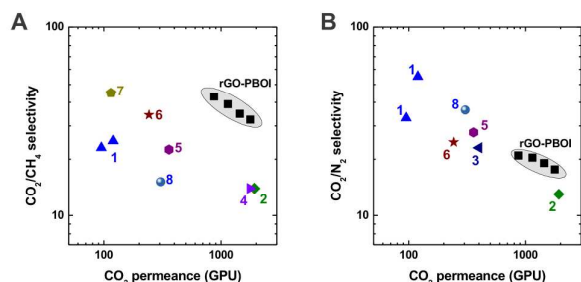 A
100
10
CO2/CH4 selectivity
7
6
rGO-PBOI
1
5
8
4
2
100
1000
CO2 permeance (GPU)
B
100
10
CO2/N2 selectivity
1
1
8
5
6
3
rGO-PBOI
2
100
1000
CO2 permeance (GPU)